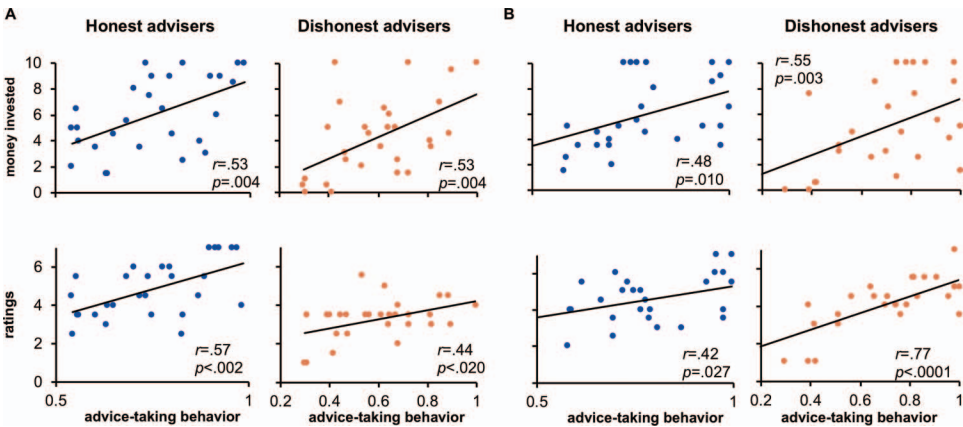 A
B
Honest advisers
Dishonest advisers
Honest advisers
Dishonest advisers
money invested
10
8
6
4
2
0
r=.53
p=.004
r=.53
p=.004
r=.48
p=.010
r=.55
p=.003
ratings
6
4
2
0
r=.57
p<.002
r=.44
p<.020
r=.42
p=.027
r=.77
p<.0001
0.5
1
0.2
0.4
0.6
0.8
1
0.5
1
0.2
0.4
0.6
0.8
1
advice-taking behavior
advice-taking behavior
advice-taking behavior
advice-taking behavior